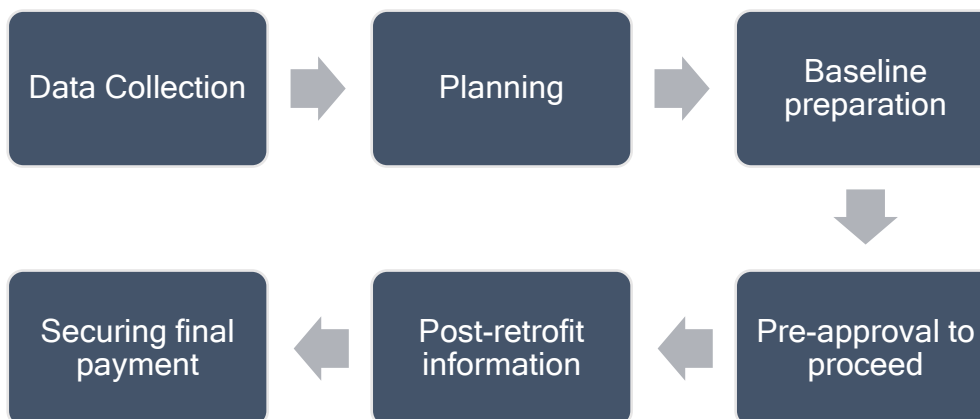 Data Collection
Planning
Baseline
preparation
Pre-approval to
proceed
Post-retrofit
information
Securing final
payment